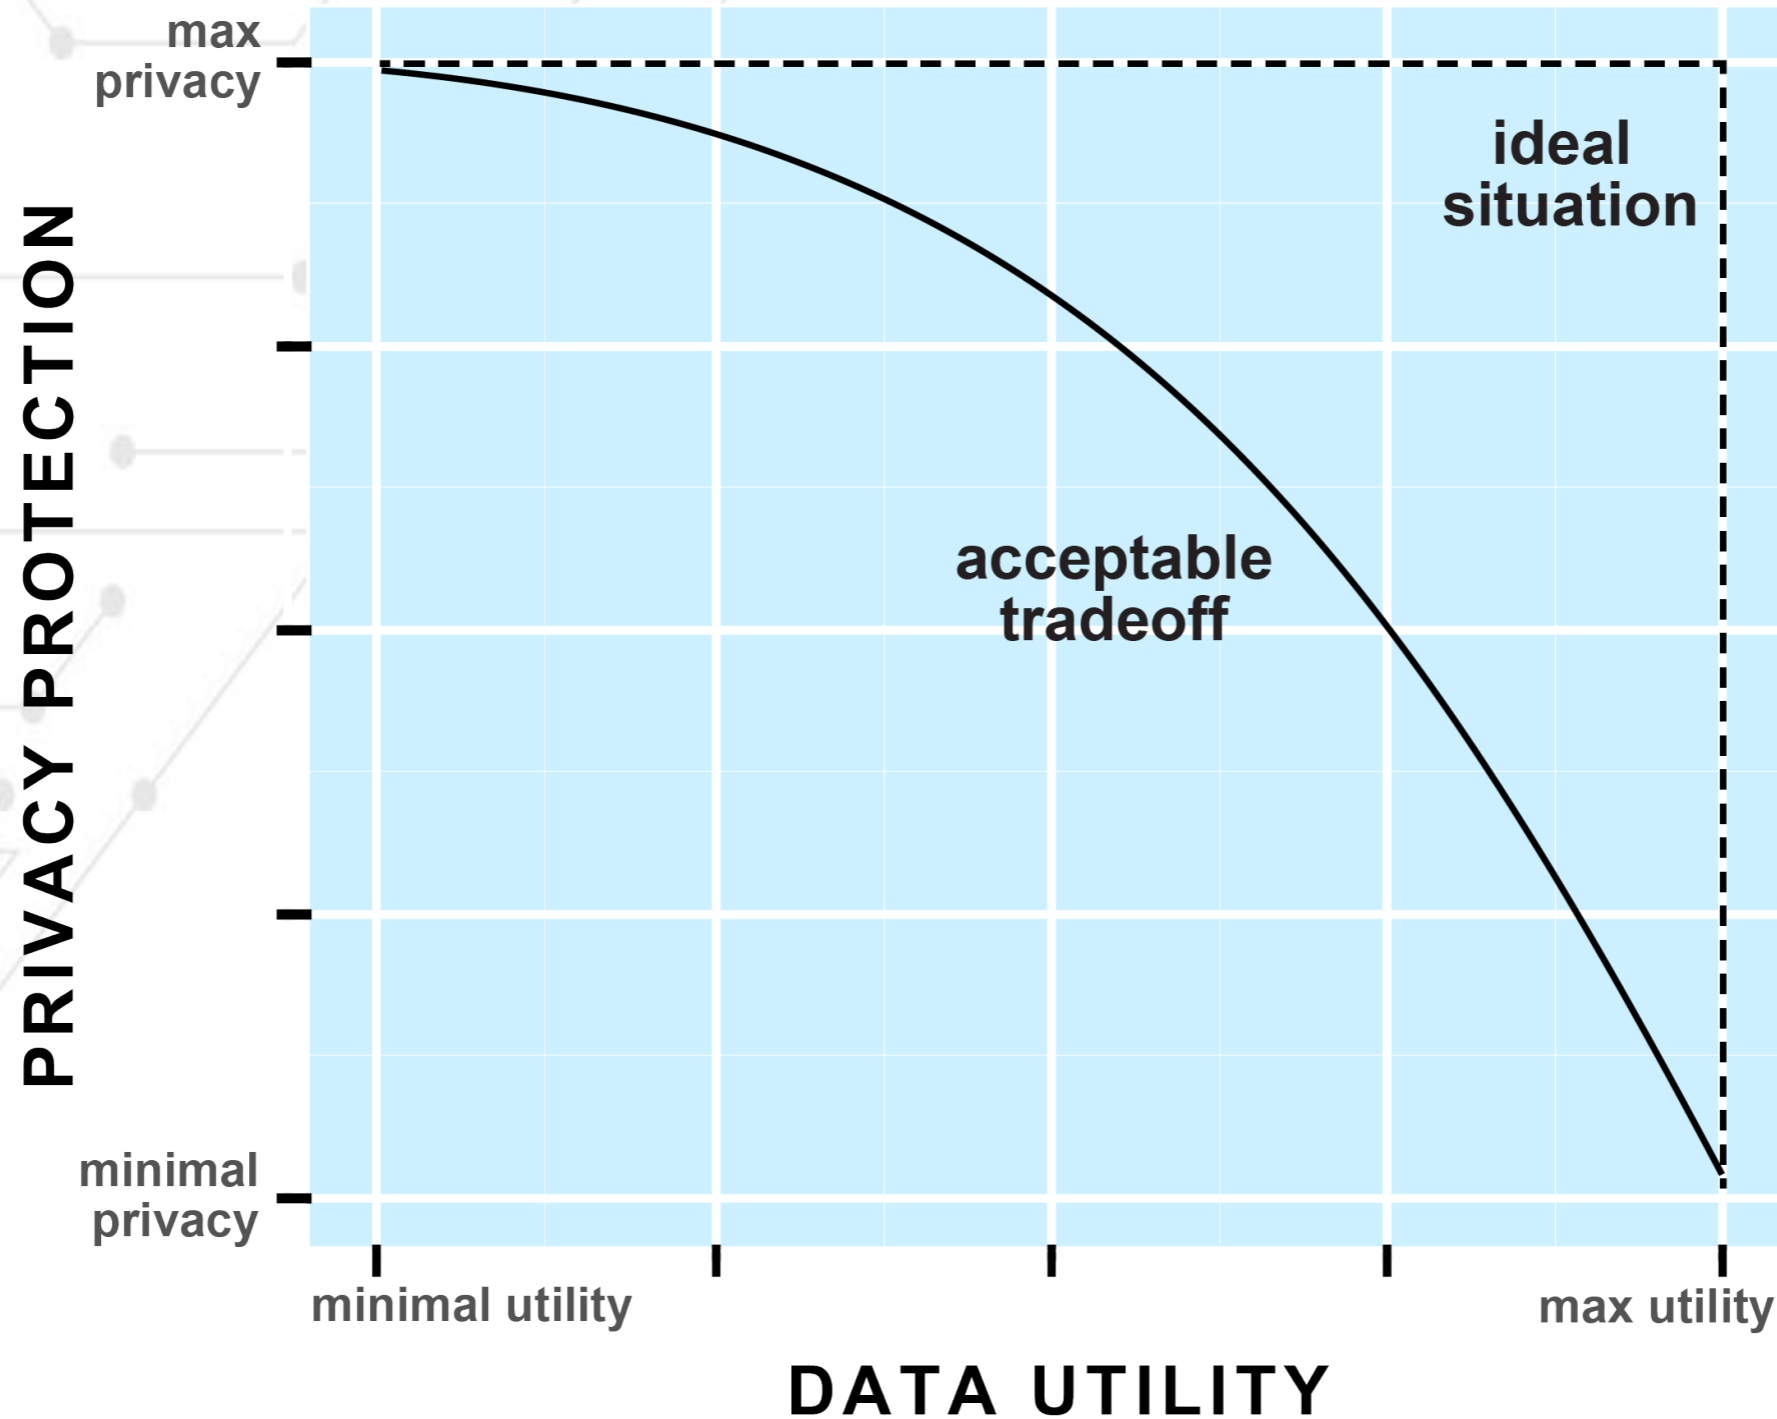 max
privacy
ideal
situation
PRIVACY PROTECTION
acceptable
tradeoff
minimal
privacy
minimal utility
max utility
DATA UTILITY